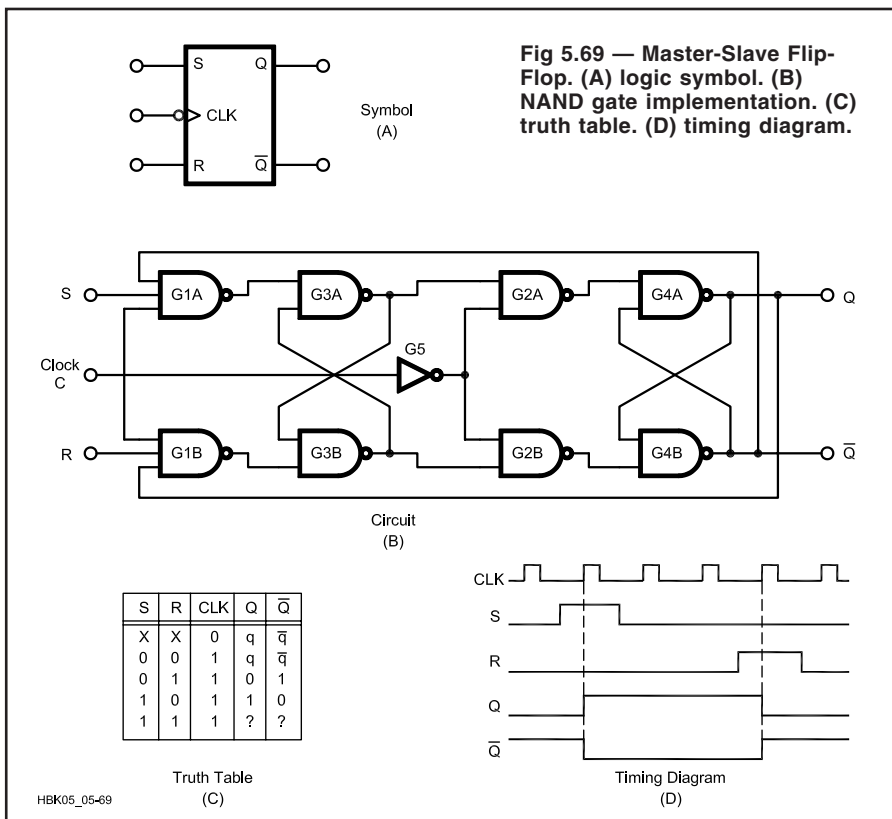 Fig 5.69 — Master-Slave Flip-
Flop. (A) logic symbol. (B)
NAND gate implementation. (C)
truth table. (D) timing diagram.
S Q
CLK
R Q̅
Symbol
(A)
G1A G3A G2A G4A
S Q
G5
Clock
C
R Q̅
G1B G3B G2B G4B
Circuit
(B)
S R CLK Q Q̅
X X 0 q q̅
0 0 1 q q̅
0 1 1 0 1
1 0 1 1 0
1 1 1 ? ?
Truth Table
(C)
CLK
S
R
Q
Q̅
Timing Diagram
(D)
HBK05_05-69